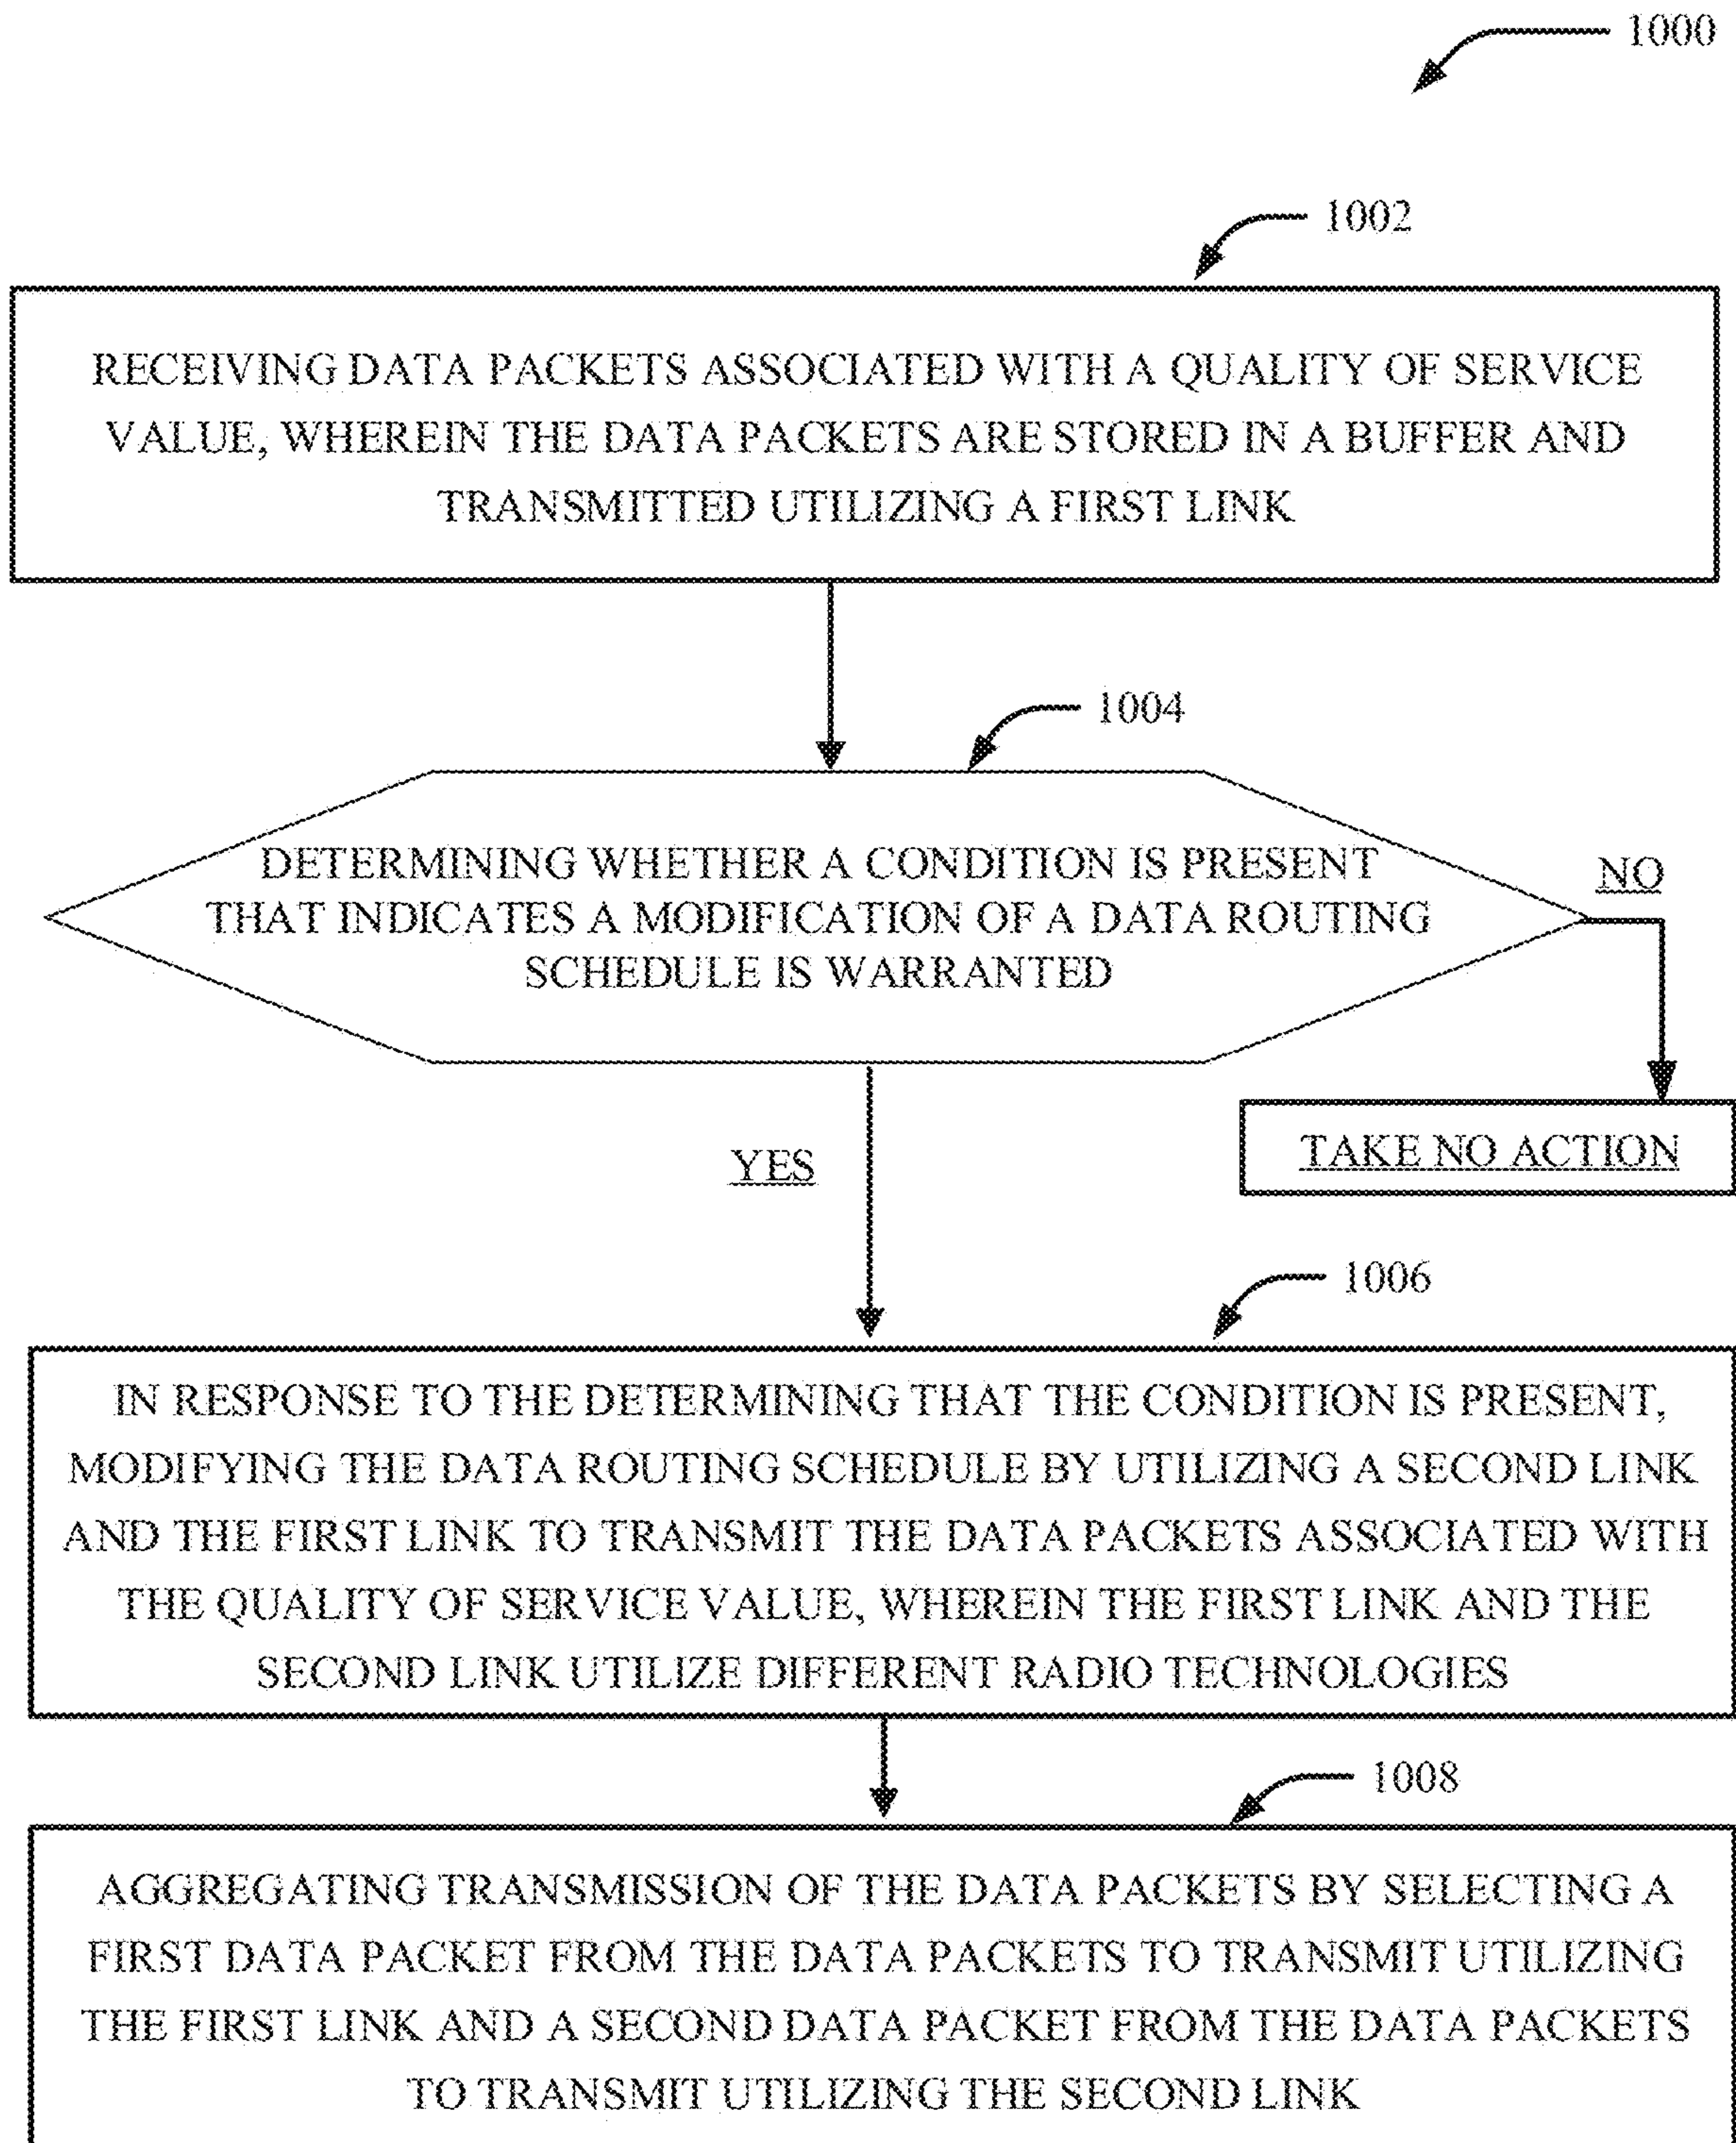 1000
1002
RECEIVING DATA PACKETS ASSOCIATED WITH A QUALITY OF SERVICE
VALUE, WHEREIN THE DATA PACKETS ARE STORED IN A BUFFER AND
TRANSMITTED UTILIZING A FIRST LINK
1004
DETERMINING WHETHER A CONDITION IS PRESENT
THAT INDICATES A MODIFICATION OF A DATA ROUTING
SCHEDULE IS WARRANTED
NO
TAKE NO ACTION
YES
1006
IN RESPONSE TO THE DETERMINING THAT THE CONDITION IS PRESENT,
MODIFYING THE DATA ROUTING SCHEDULE BY UTILIZING A SECOND LINK
AND THE FIRST LINK TO TRANSMIT THE DATA PACKETS ASSOCIATED WITH
THE QUALITY OF SERVICE VALUE, WHEREIN THE FIRST LINK AND THE
SECOND LINK UTILIZE DIFFERENT RADIO TECHNOLOGIES
1008
AGGREGATING TRANSMISSION OF THE DATA PACKETS BY SELECTING A
FIRST DATA PACKET FROM THE DATA PACKETS TO TRANSMIT UTILIZING
THE FIRST LINK AND A SECOND DATA PACKET FROM THE DATA PACKETS
TO TRANSMIT UTILIZING THE SECOND LINK